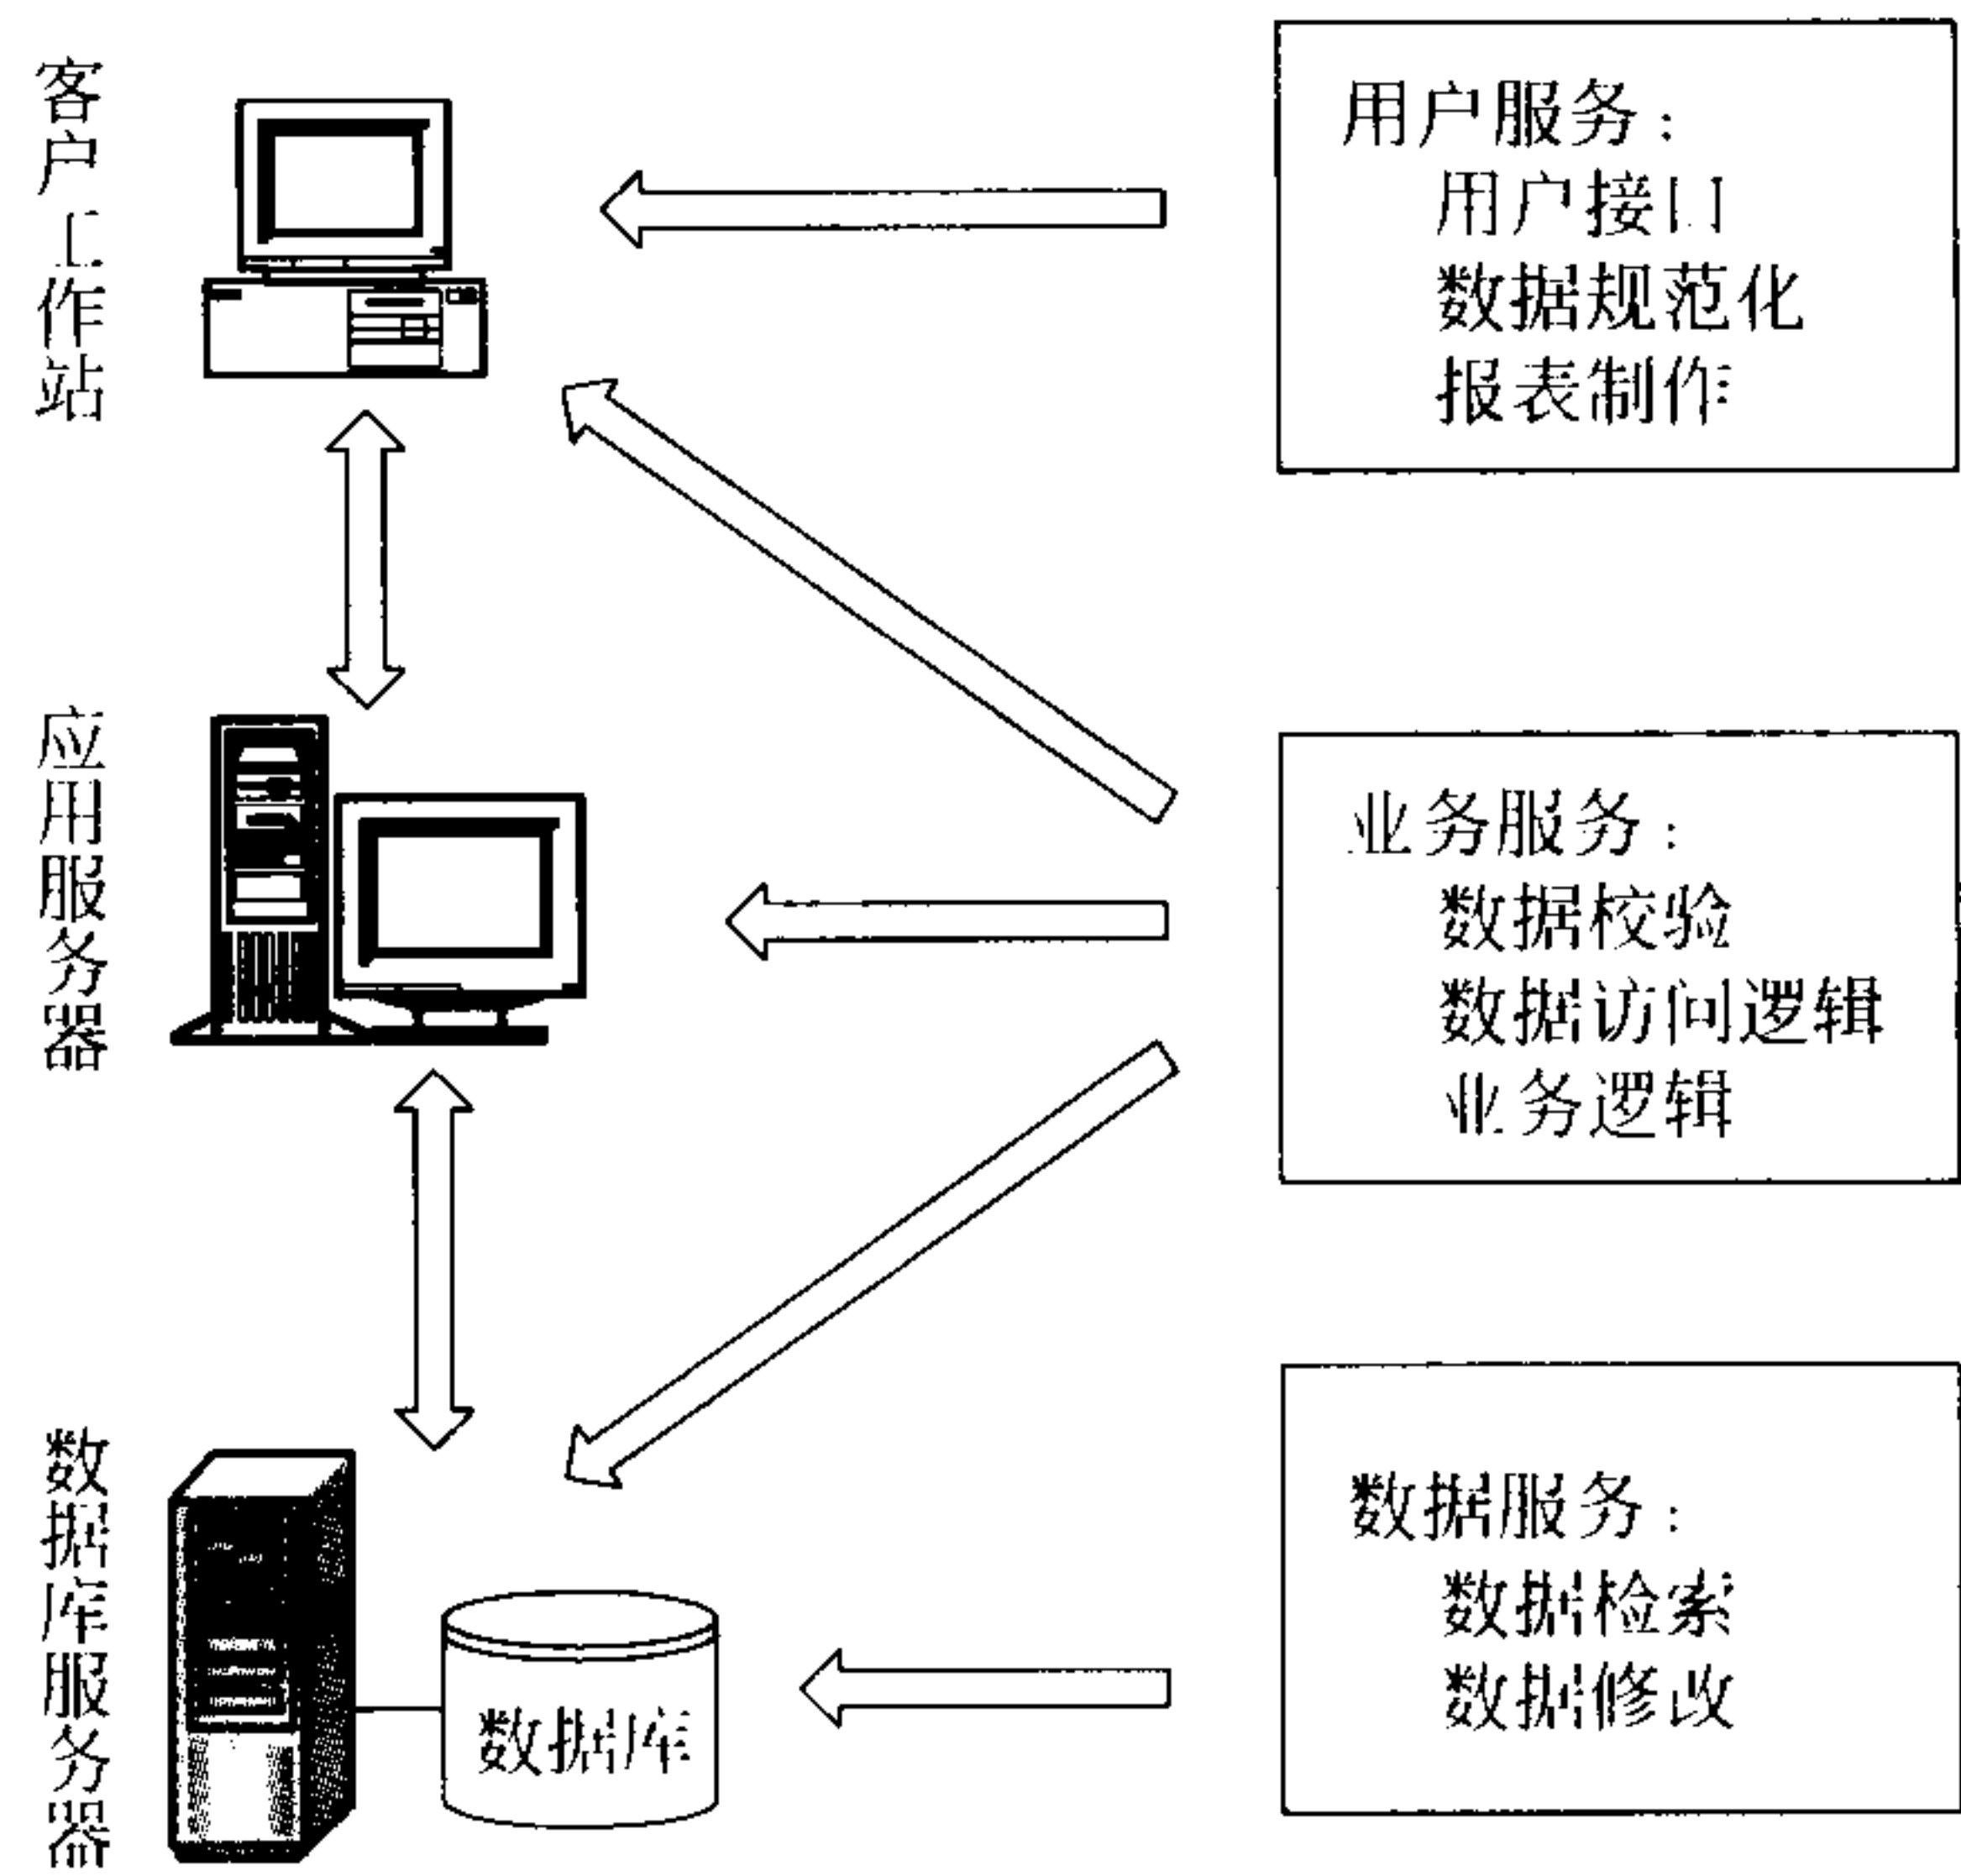 客户工作站
用户服务：
用户接口
数据规范化
报表制作
应用服务器
业务服务：
数据校验
数据访问逻辑
业务逻辑
数据库服务器
数据库
数据服务：
数据检索
数据修改